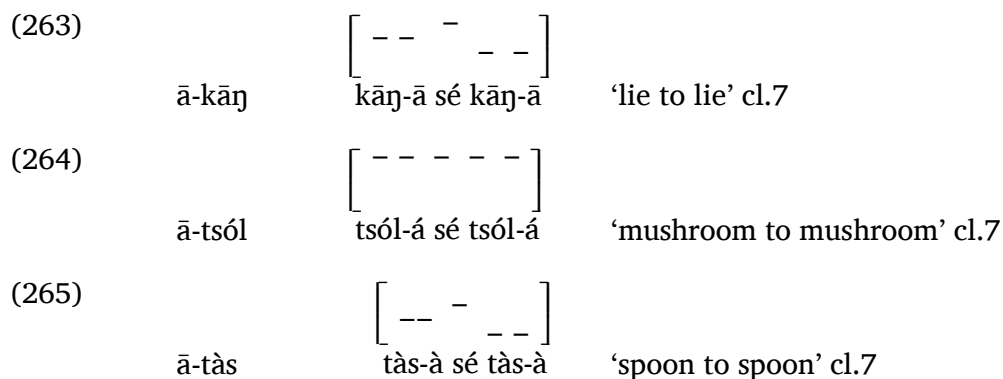 (263)
[ – – – – – ]
ā-kāŋ kāŋ-ā sé kāŋ-ā ‘lie to lie’ cl.7
(264)
[ – – – – – ]
ā-tsól tsól-á sé tsól-á ‘mushroom to mushroom’ cl.7
(265)
[ – – – – – ]
ā-tàs tàs-à sé tàs-à ‘spoon to spoon’ cl.7